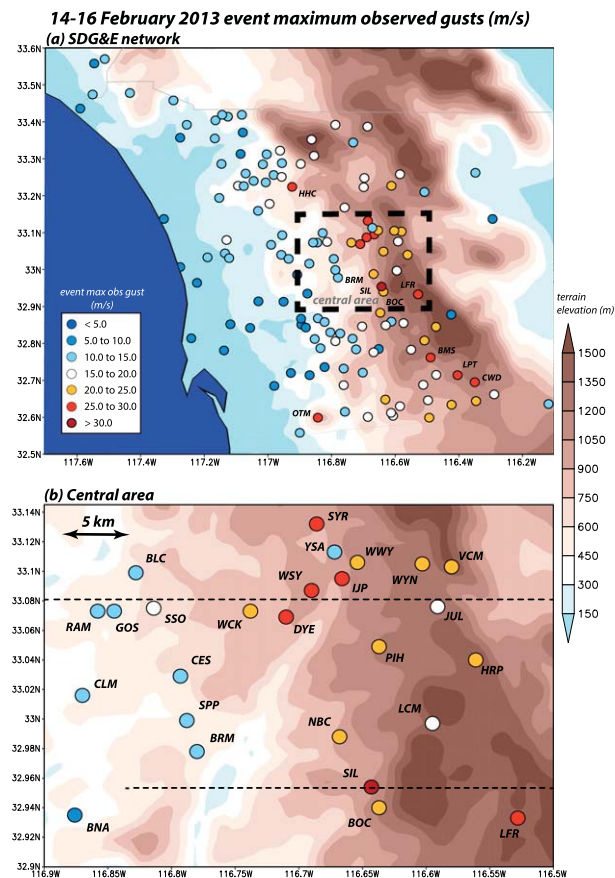 14-16 February 2013 event maximum observed gusts (m/s)
(a) SDG&E network
33.6N
33.5N
33.4N
33.3N
33.2N
33.1N
33N
32.9N
32.8N
32.7N
32.6N
32.5N
HHC
BRM
SIL
LFR
central area
BOC
BMS
LPT
CWD
OTM
event max obs gust
(m/s)
< 5.0
5.0 to 10.0
10.0 to 15.0
15.0 to 20.0
20.0 to 25.0
25.0 to 30.0
> 30.0
117.6W 117.4W 117.2W 117W 116.8W 116.6W 116.4W 116.2W
terrain
elevation (m)
1500
1350
1200
1050
900
750
600
450
300
150
(b) Central area
33.14N
33.12N
33.1N
33.08N
33.06N
33.04N
33.02N
33N
32.98N
32.96N
32.94N
32.92N
32.9N
5 km
SYR
YSA
WWY
VCM
BLC
WYN
WSY
IJP
RAM
GOS
SSO
WCK
DYE
JUL
PIH
HRP
CES
CLM
SPP
LCM
NBC
BRM
SIL
BNA
BOC
LFR
116.9W 116.85W 116.8W 116.75W 116.7W 116.65W 116.6W 116.55W 116.5W